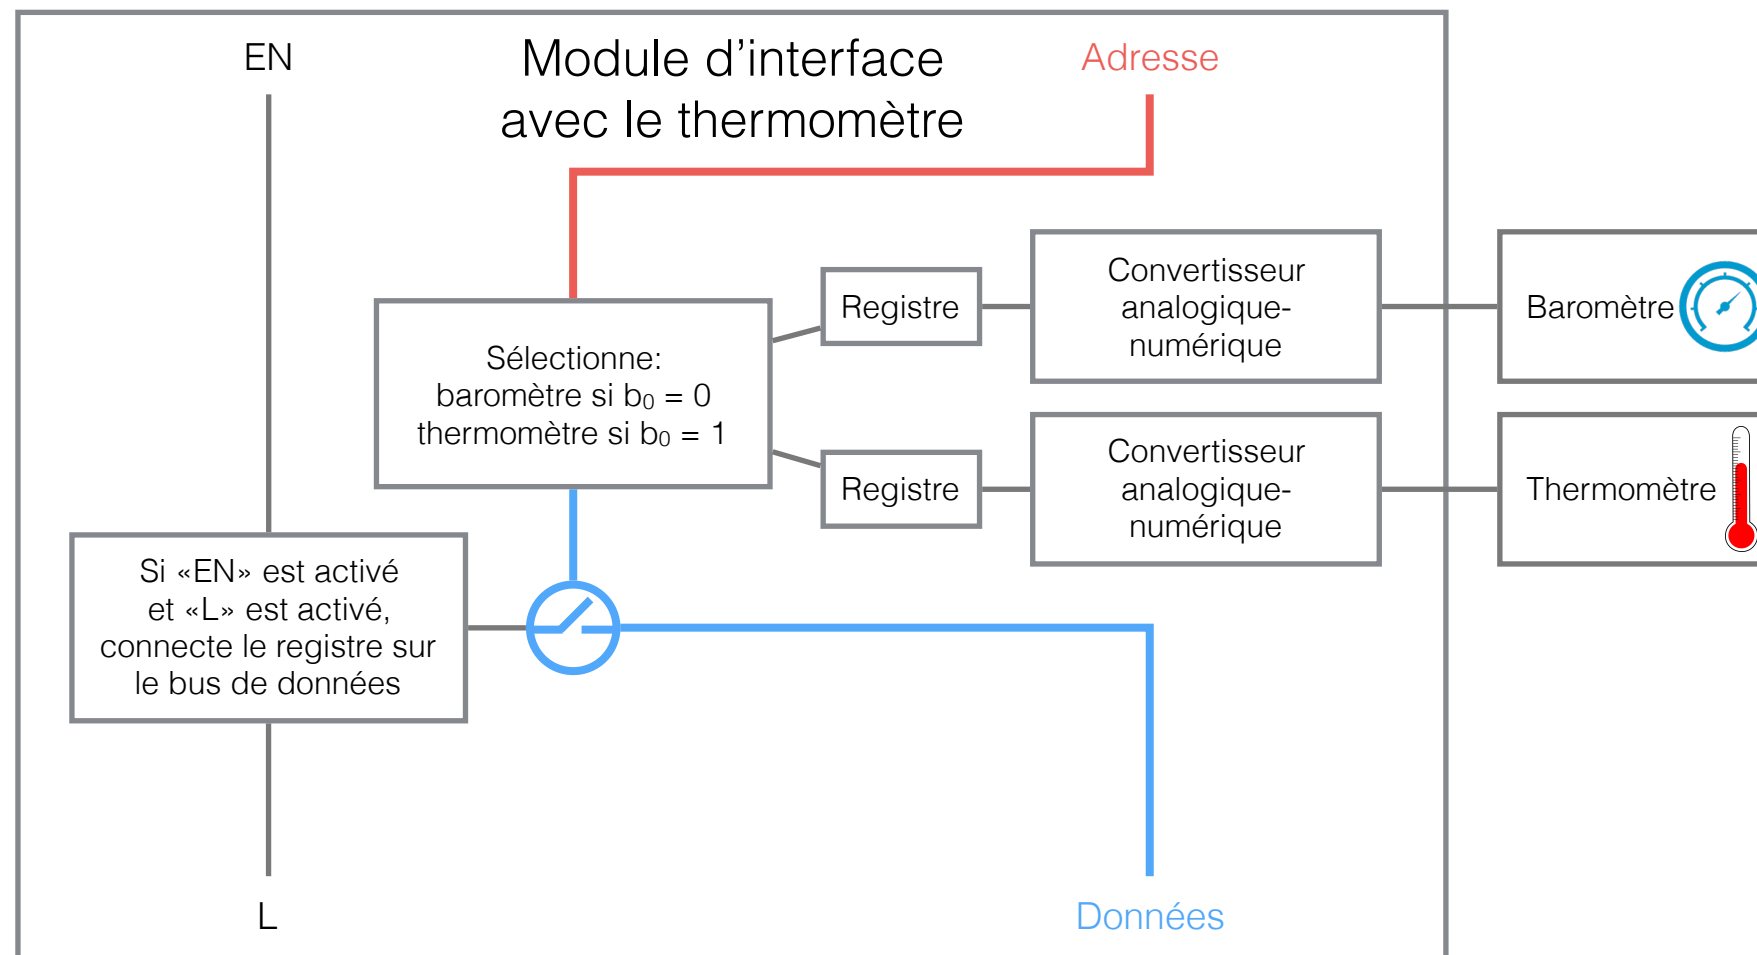 EN
Module d’interface
avec le thermomètre
Adresse
Sélectionne:
baromètre si b₀ = 0
thermomètre si b₀ = 1
Registre
Convertisseur
analogique-
numérique
Baromètre
Registre
Convertisseur
analogique-
numérique
Thermomètre
Si «EN» est activé
et «L» est activé,
connecte le registre sur
le bus de données
L
Données